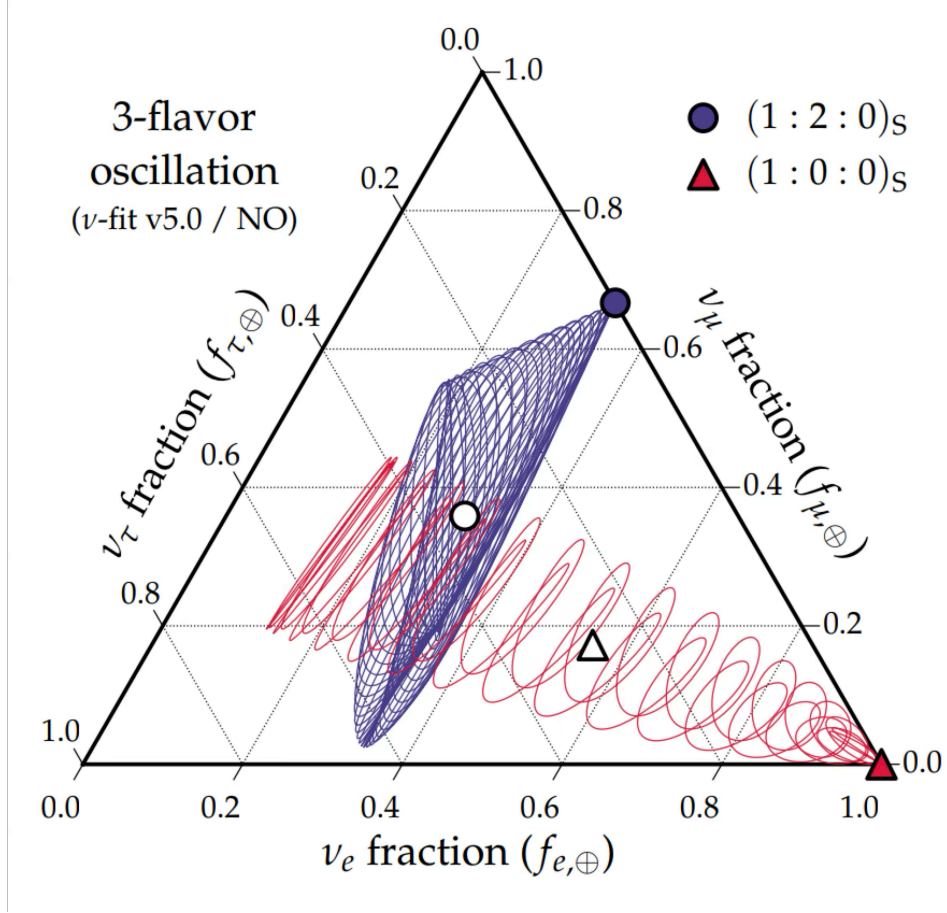 0.0
1.0
3-flavor
oscillation
(ν-fit v5.0 / NO)
(1 : 2 : 0)S
(1 : 0 : 0)S
0.2
0.8
0.4
0.6
0.6
0.4
0.8
0.2
1.0
0.0
ντ fraction (fτ,⊕)
νμ fraction (fμ,⊕)
0.0
0.2
0.4
0.6
0.8
1.0
νe fraction (fe,⊕)